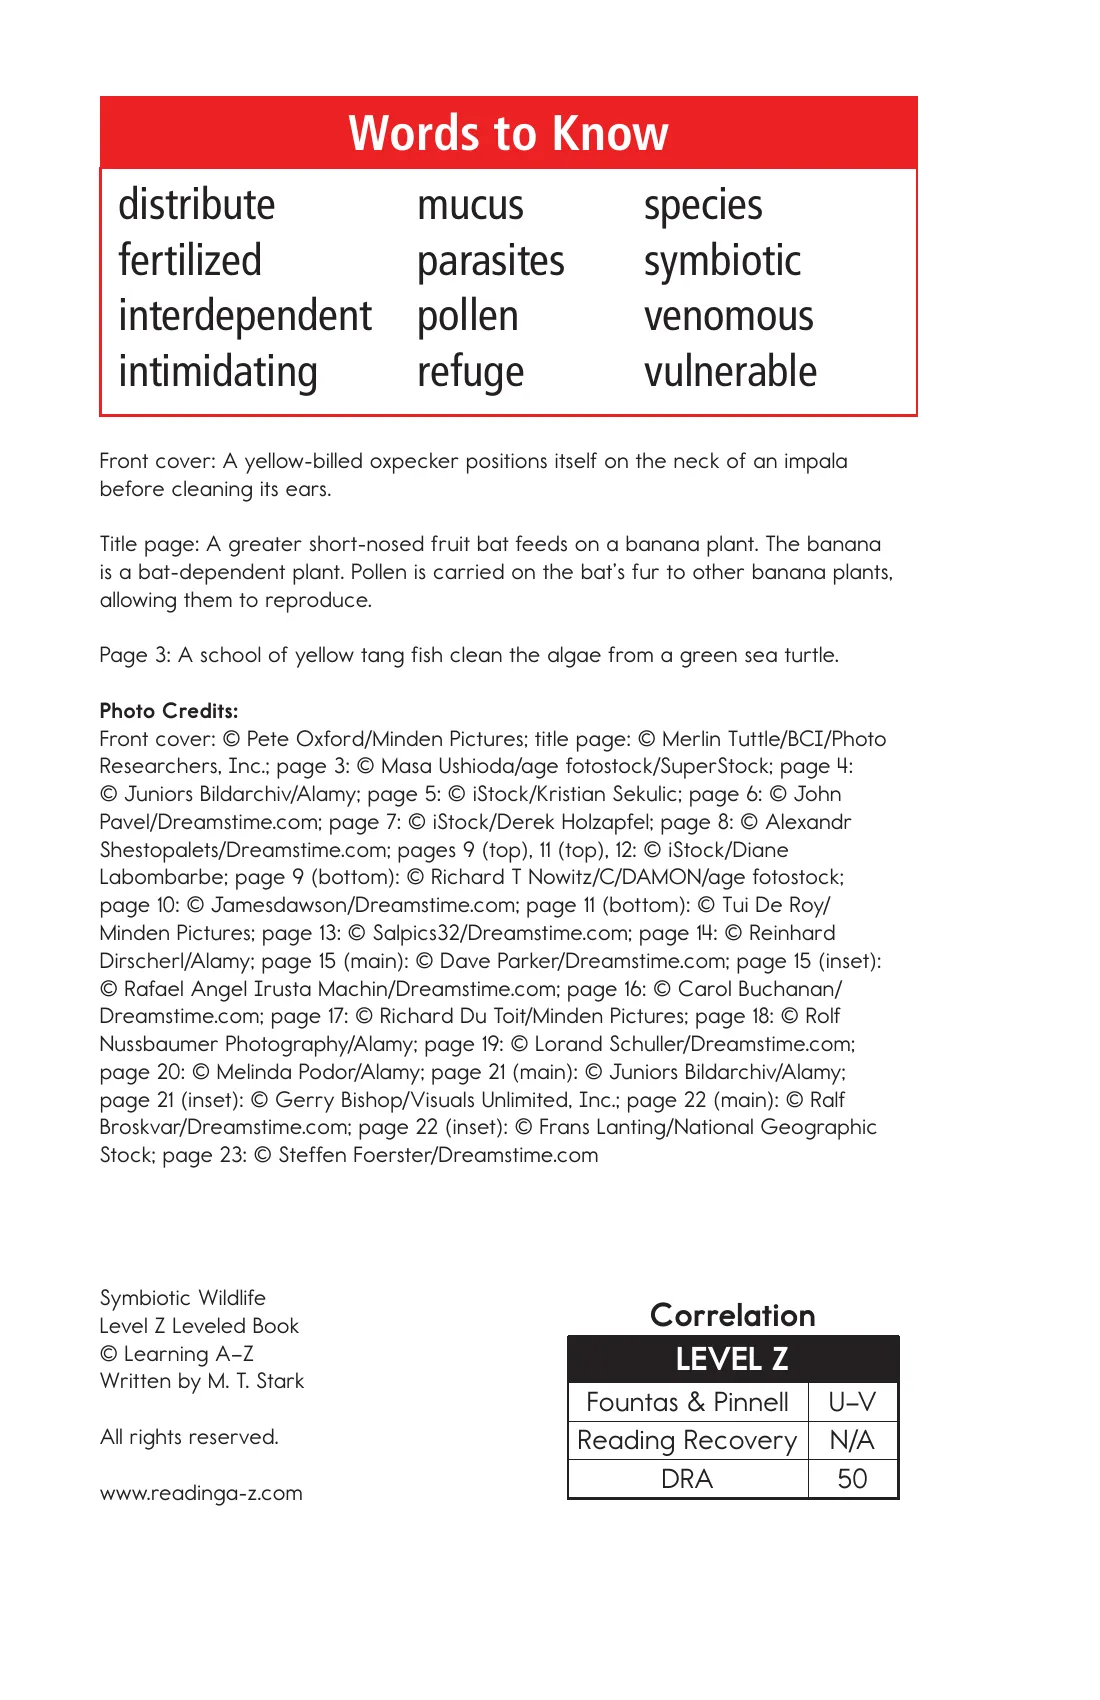 Words to Know
distribute
fertilized
interdependent
intimidating
mucus
parasites
pollen
refuge
species
symbiotic
venomous
vulnerable
Front cover: A yellow-billed oxpecker positions itself on the neck of an impala
before cleaning its ears.
Title page: A greater short-nosed fruit bat feeds on a banana plant. The banana
is a bat-dependent plant. Pollen is carried on the bat's fur to other banana plants,
allowing them to reproduce.
Page 3: A school of yellow tang fish clean the algae from a green sea turtle.
Photo Credits:
Front cover: © Pete Oxford/Minden Pictures; title page: © Merlin Tuttle/BCI/Photo
Researchers, Inc.; page 3: © Masa Ushioda/age fotostock/SuperStock; page 4:
© Juniors Bildarchiv/Alamy; page 5: © iStock/Kristian Sekulic; page 6: © John
Pavel/Dreamstime.com; page 7: © iStock/Derek Holzapfel; page 8: © Alexandr
Shestopalets/Dreamstime.com; pages 9 (top), 11 (top), 12: © iStock/Diane
Labombarbe; page 9 (bottom): © Richard T Nowitz/C/DAMON/age fotostock;
page 10: © Jamesdawson/Dreamstime.com; page 11 (bottom): © Tui De Roy/
Minden Pictures; page 13: © Salpics32/Dreamstime.com; page 14: © Reinhard
Dirscherl/Alamy; page 15 (main): © Dave Parker/Dreamstime.com; page 15 (inset):
© Rafael Angel Irusta Machin/Dreamstime.com; page 16: © Carol Buchanan/
Dreamstime.com; page 17: © Richard Du Toit/Minden Pictures; page 18: © Rolf
Nussbaumer Photography/Alamy; page 19: © Lorand Schuller/Dreamstime.com;
page 20: © Melinda Podor/Alamy; page 21 (main): © Juniors Bildarchiv/Alamy;
page 21 (inset): © Gerry Bishop/Visuals Unlimited, Inc.; page 22 (main): © Ralf
Broskvar/Dreamstime.com; page 22 (inset): © Frans Lanting/National Geographic
Stock; page 23: © Steffen Foerster/Dreamstime.com
Symbiotic Wildlife
Level Z Leveled Book
© Learning A–Z
Written by M. T. Stark
All rights reserved.
www.readinga-z.com
Correlation
LEVEL Z
Fountas & Pinnell U–V
Reading Recovery N/A
DRA 50